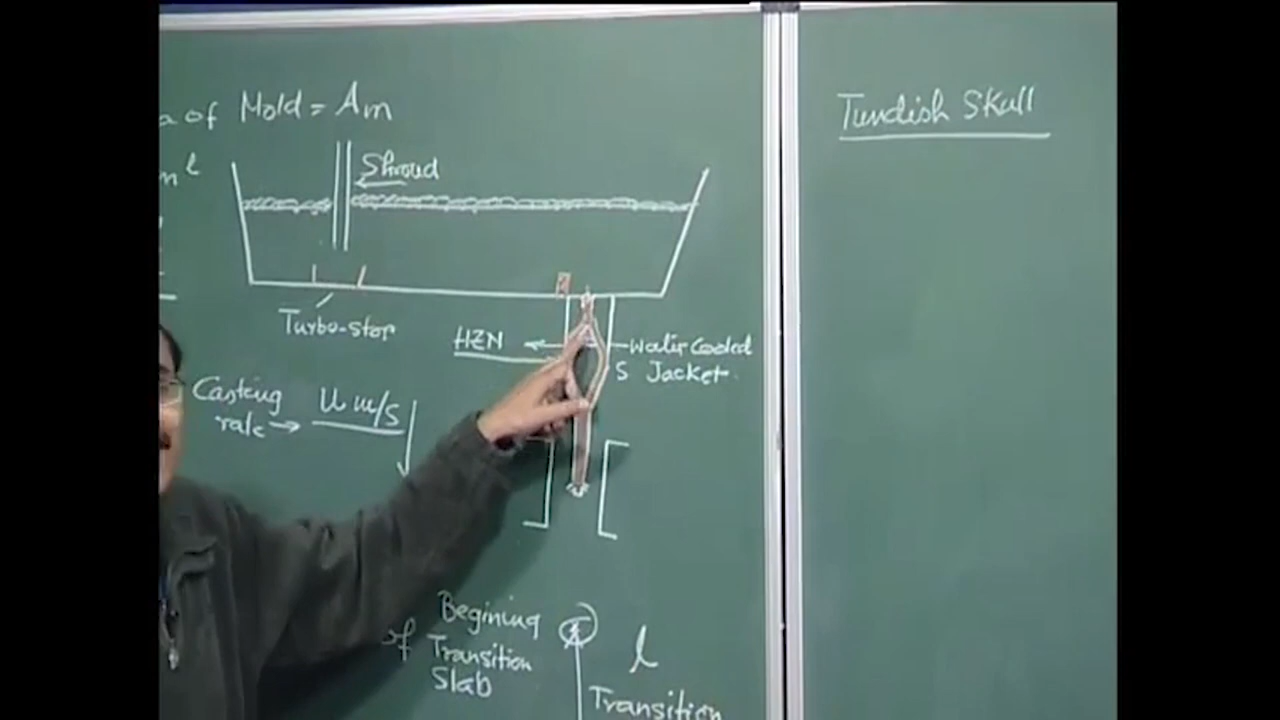 a of Mold = Am
m l
Shroud
Turbo-stop
HZN
water Cooled
S Jacket
Casting
rate → U m/S
of
Begining
Transition
Slab
l
Transition
Tundish Skull